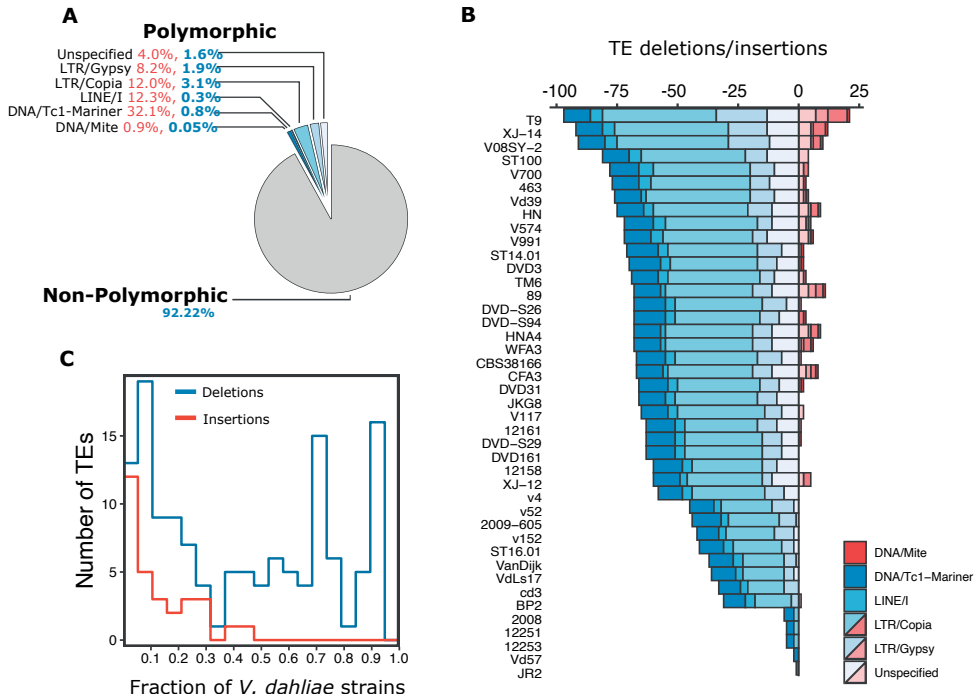 A
Polymorphic
Unspecified 4.0%, 1.6%
LTR/Gypsy 8.2%, 1.9%
LTR/Copia 12.0%, 3.1%
LINE/I 12.3%, 0.3%
DNA/Tc1-Mariner 32.1%, 0.8%
DNA/Mite 0.9%, 0.05%
Non-Polymorphic
92.22%
B
TE deletions/insertions
-100 -75 -50 -25 0 25
T9
XJ-14
V08SY-2
ST100
V700
463
Vd39
HN
V574
V991
ST14.01
DVD3
TM6
89
DVD-S26
DVD-S94
HNA4
WFA3
CBS38166
CFA3
DVD31
JKG8
V117
12161
DVD-S29
DVD161
12158
XJ-12
v4
v52
2009-605
v152
ST16.01
VanDijk
VdLs17
cd3
BP2
2008
12251
12253
Vd57
JR2
DNA/Mite
DNA/Tc1-Mariner
LINE/I
LTR/Copia
LTR/Gypsy
Unspecified
C
Deletions
Insertions
Number of TEs
15
10
5
0
0.1 0.2 0.3 0.4 0.5 0.6 0.7 0.8 0.9 1.0
Fraction of V. dahliae strains